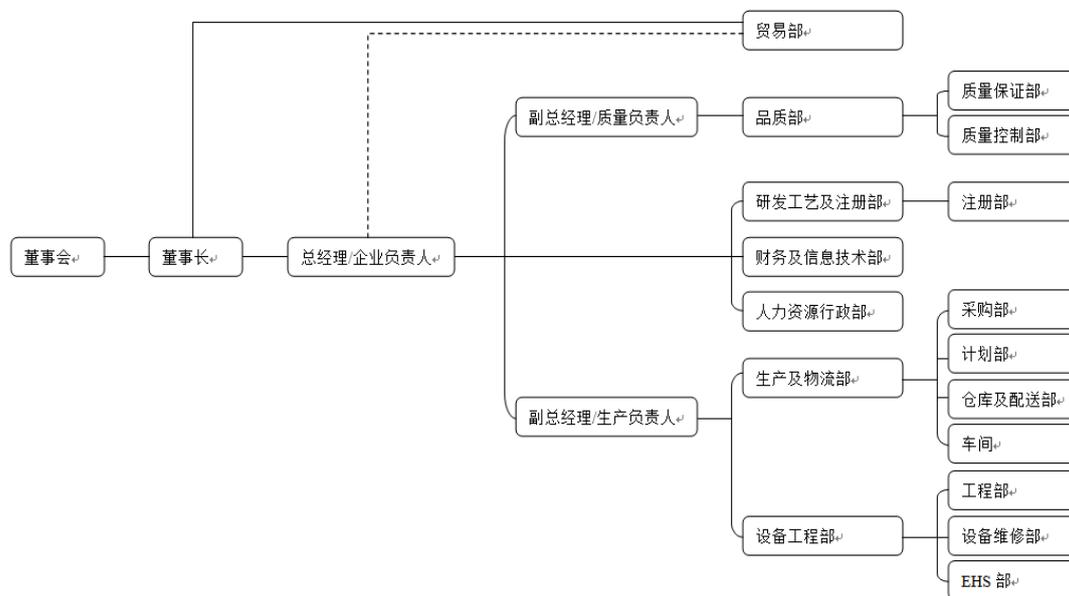 贸易部
质量保证部
副总经理/质量负责人
品质部
质量控制部
研发工艺及注册部
注册部
董事会
董事长
总经理/企业负责人
财务及信息技术部
人力资源行政部
采购部
计划部
生产及物流部
仓库及配送部
副总经理/生产负责人
车间
工程部
设备工程部
设备维修部
EHS 部